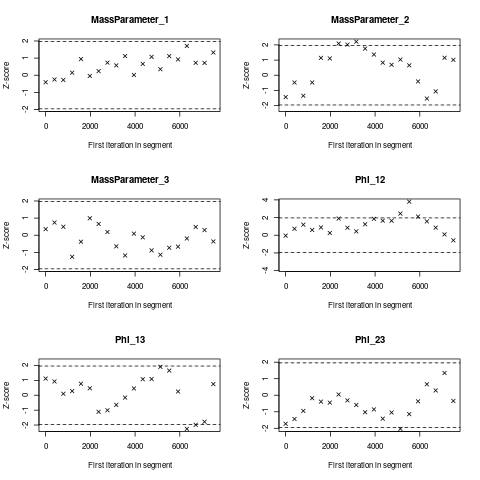 MassParameter_1
Z-score
2
1
0
-1
-2
0 2000 4000 6000
First iteration in segment
MassParameter_2
Z-score
2
1
0
-1
-2
0 2000 4000 6000
First iteration in segment
MassParameter_3
Z-score
2
1
0
-1
-2
0 2000 4000 6000
First iteration in segment
Phi_12
Z-score
4
2
0
-2
-4
0 2000 4000 6000
First iteration in segment
Phi_13
Z-score
2
1
0
-1
-2
0 2000 4000 6000
First iteration in segment
Phi_23
Z-score
2
1
0
-1
-2
0 2000 4000 6000
First iteration in segment